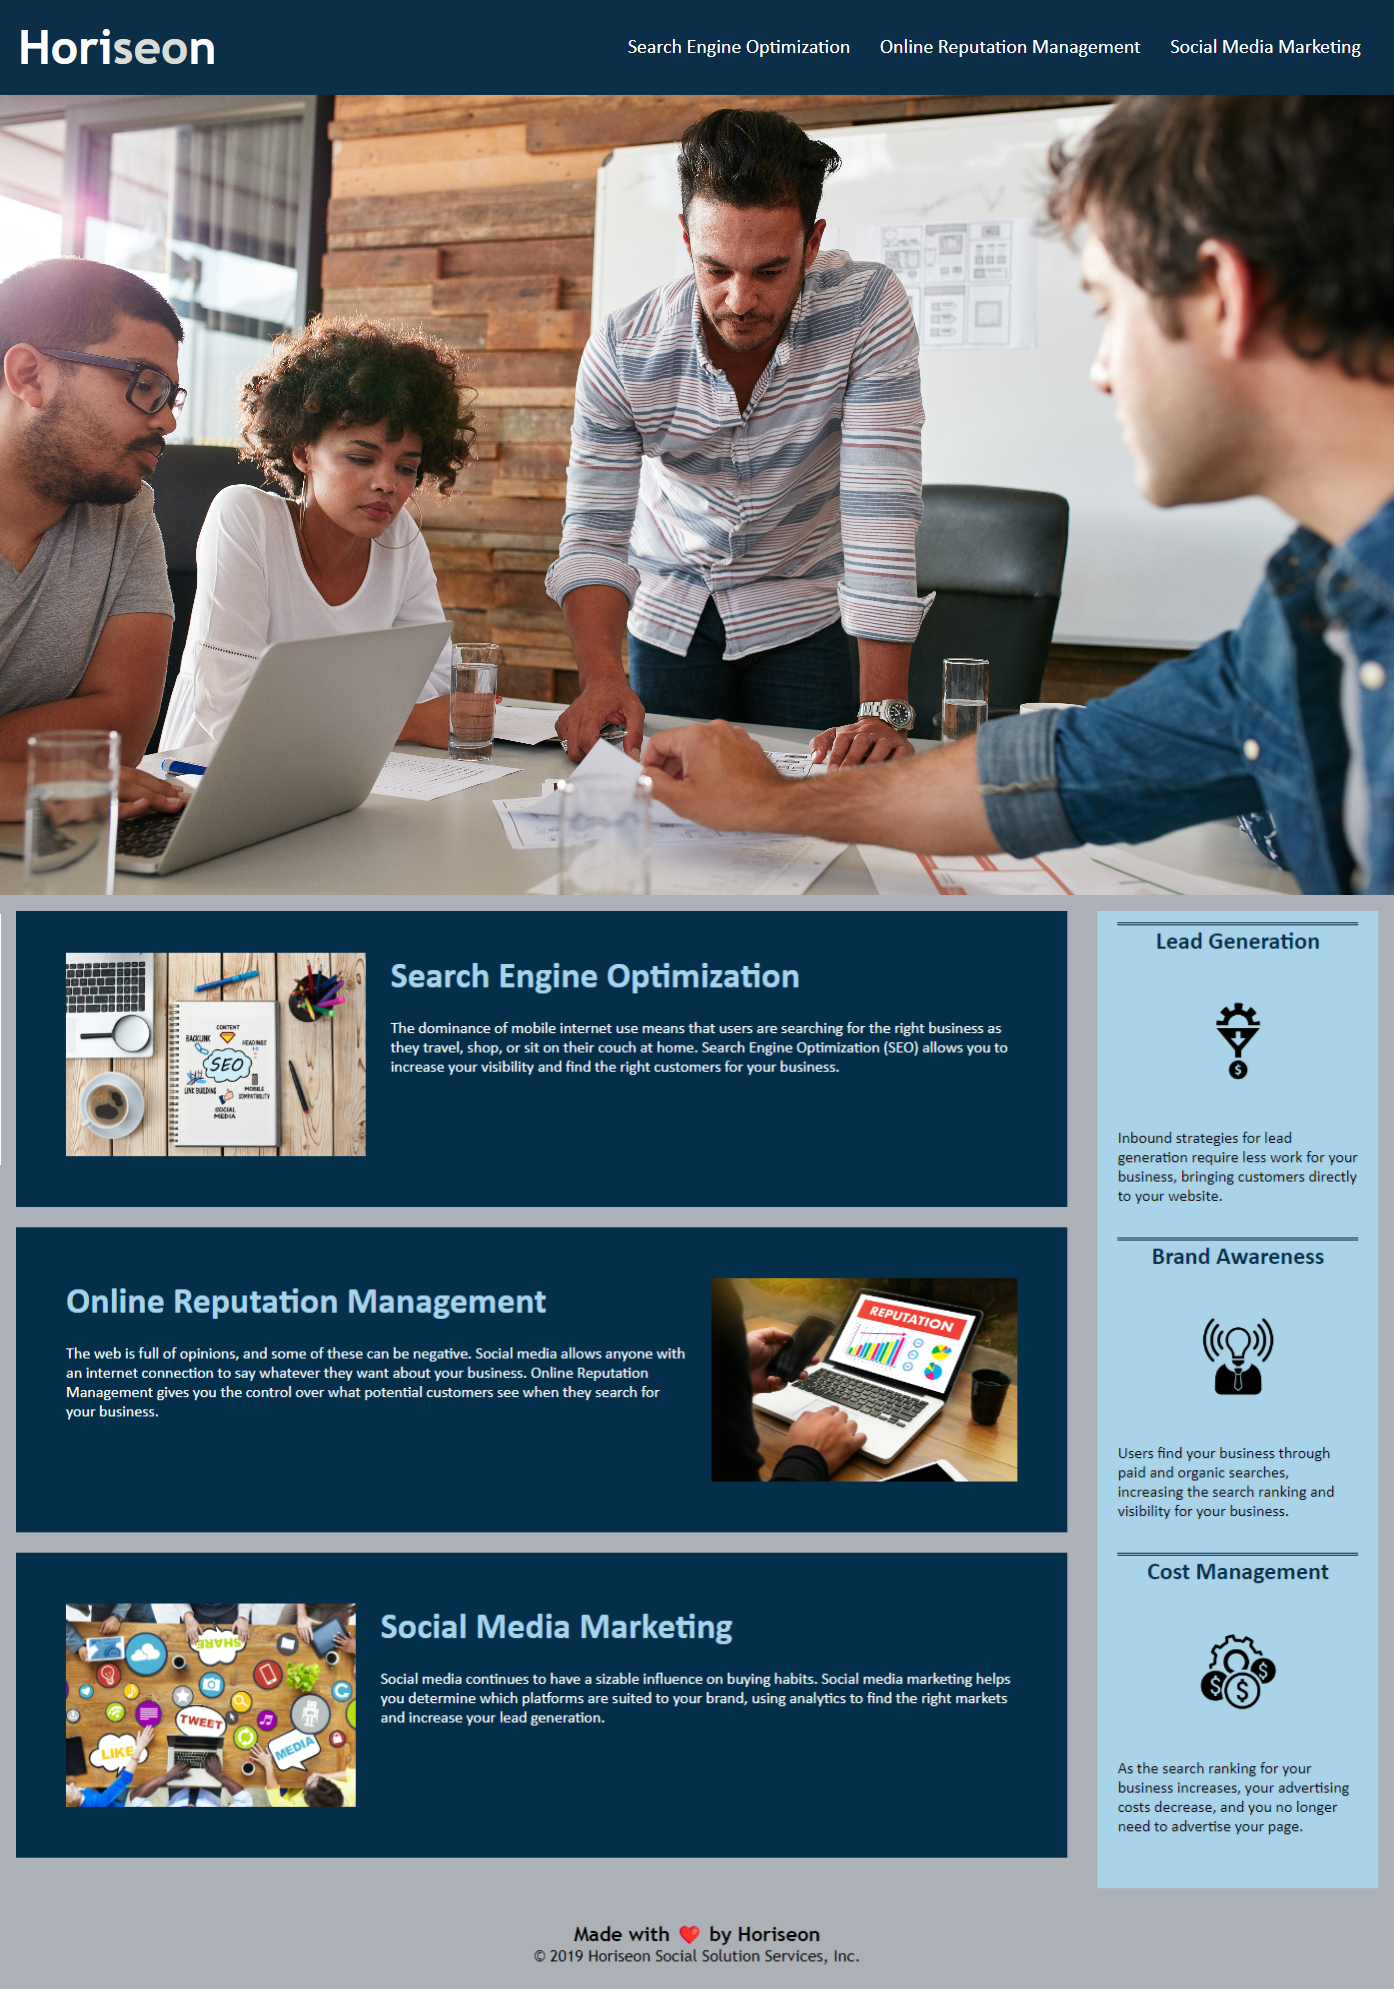 Horiseon
Search Engine Optimization
Online Reputation Management
Social Media Marketing
Search Engine Optimization
The dominance of mobile internet use means that users are searching for the right business as
they travel, shop, or sit on their couch at home. Search Engine Optimization (SEO) allows you to
increase your visibility and find the right customers for your business.
CONTENT
BACKLINK
HEADINGS
SEO
LINK BUILDING
MOBILE
COMPATIBILITY
SOCIAL
MEDIA
Online Reputation Management
The web is full of opinions, and some of these can be negative. Social media allows anyone with
an internet connection to say whatever they want about your business. Online Reputation
Management gives you the control over what potential customers see when they search for
your business.
REPUTATION
Social Media Marketing
Social media continues to have a sizable influence on buying habits. Social media marketing helps
you determine which platforms are suited to your brand, using analytics to find the right markets
and increase your lead generation.
SHARE
TWEET
LIKE
MEDIA
Lead Generation
$
Inbound strategies for lead
generation require less work for your
business, bringing customers directly
to your website.
Brand Awareness
Users find your business through
paid and organic searches,
increasing the search ranking and
visibility for your business.
Cost Management
$ $ $
As the search ranking for your
business increases, your advertising
costs decrease, and you no longer
need to advertise your page.
Made with ❤️ by Horiseon
© 2019 Horiseon Social Solution Services, Inc.